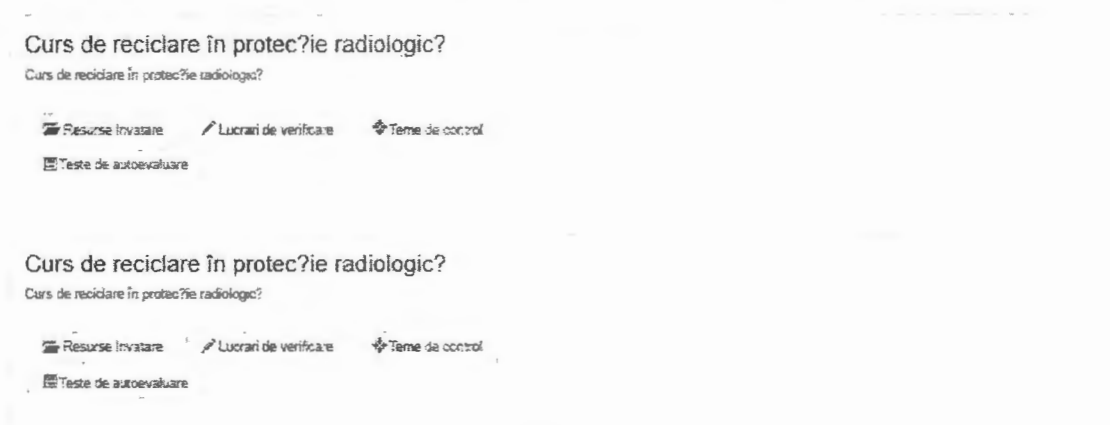 Curs de reciclare în protec?ie radiologic?
Curs de reciclare în protec?ie radiologic?
Resurse Invatare Lucrari de verificare Teme de control
Teste de autoevaluare
Curs de reciclare în protec?ie radiologic?
Curs de reciclare în protec?ie radiologic?
Resurse Invatare Lucrari de verificare Teme de control
Teste de autoevaluare